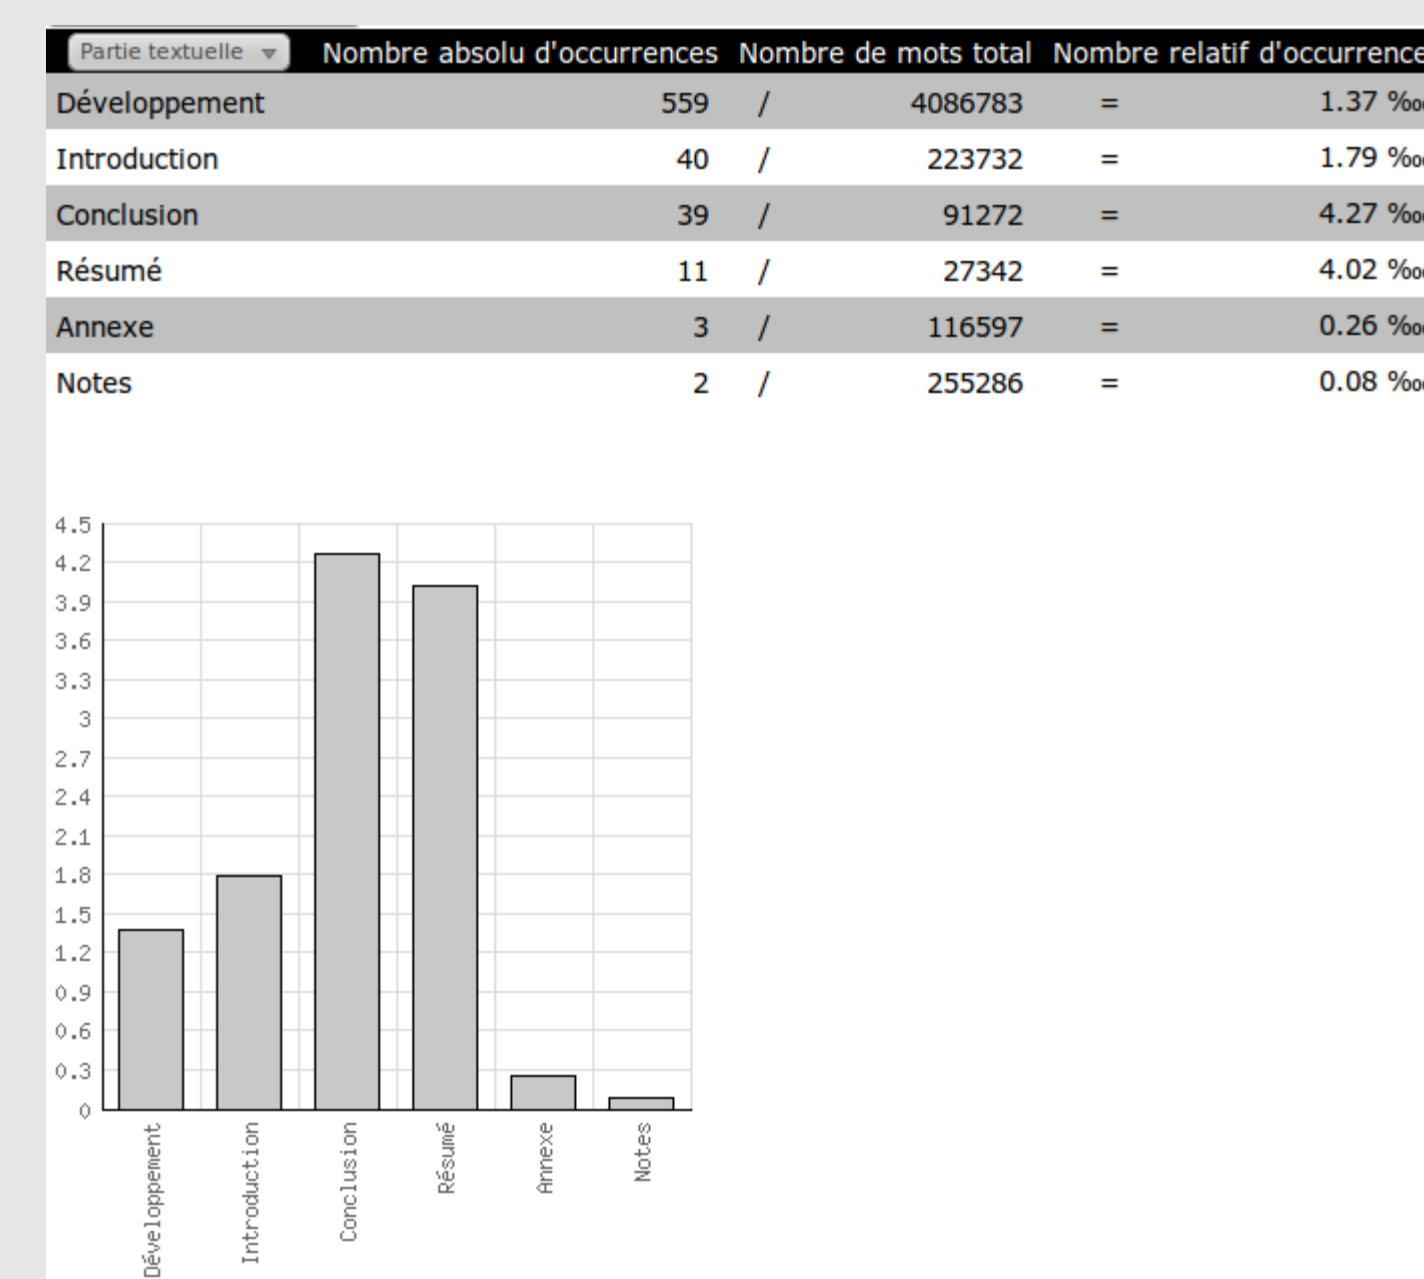 Partie textuelle Nombre absolu d'occurrences Nombre de mots total Nombre relatif d'occurrence
Développement 559 / 4086783 = 1.37
Introduction 40 / 223732 = 1.79
Conclusion 39 / 91272 = 4.27
Résumé 11 / 27342 = 4.02
Annexe 3 / 116597 = 0.26
Notes 2 / 255286 = 0.08
4.5
4.2
3.9
3.6
3.3
3
2.7
2.4
2.1
1.8
1.5
1.2
0.9
0.6
0.3
0
Développement
Introduction
Conclusion
Résumé
Annexe
Notes